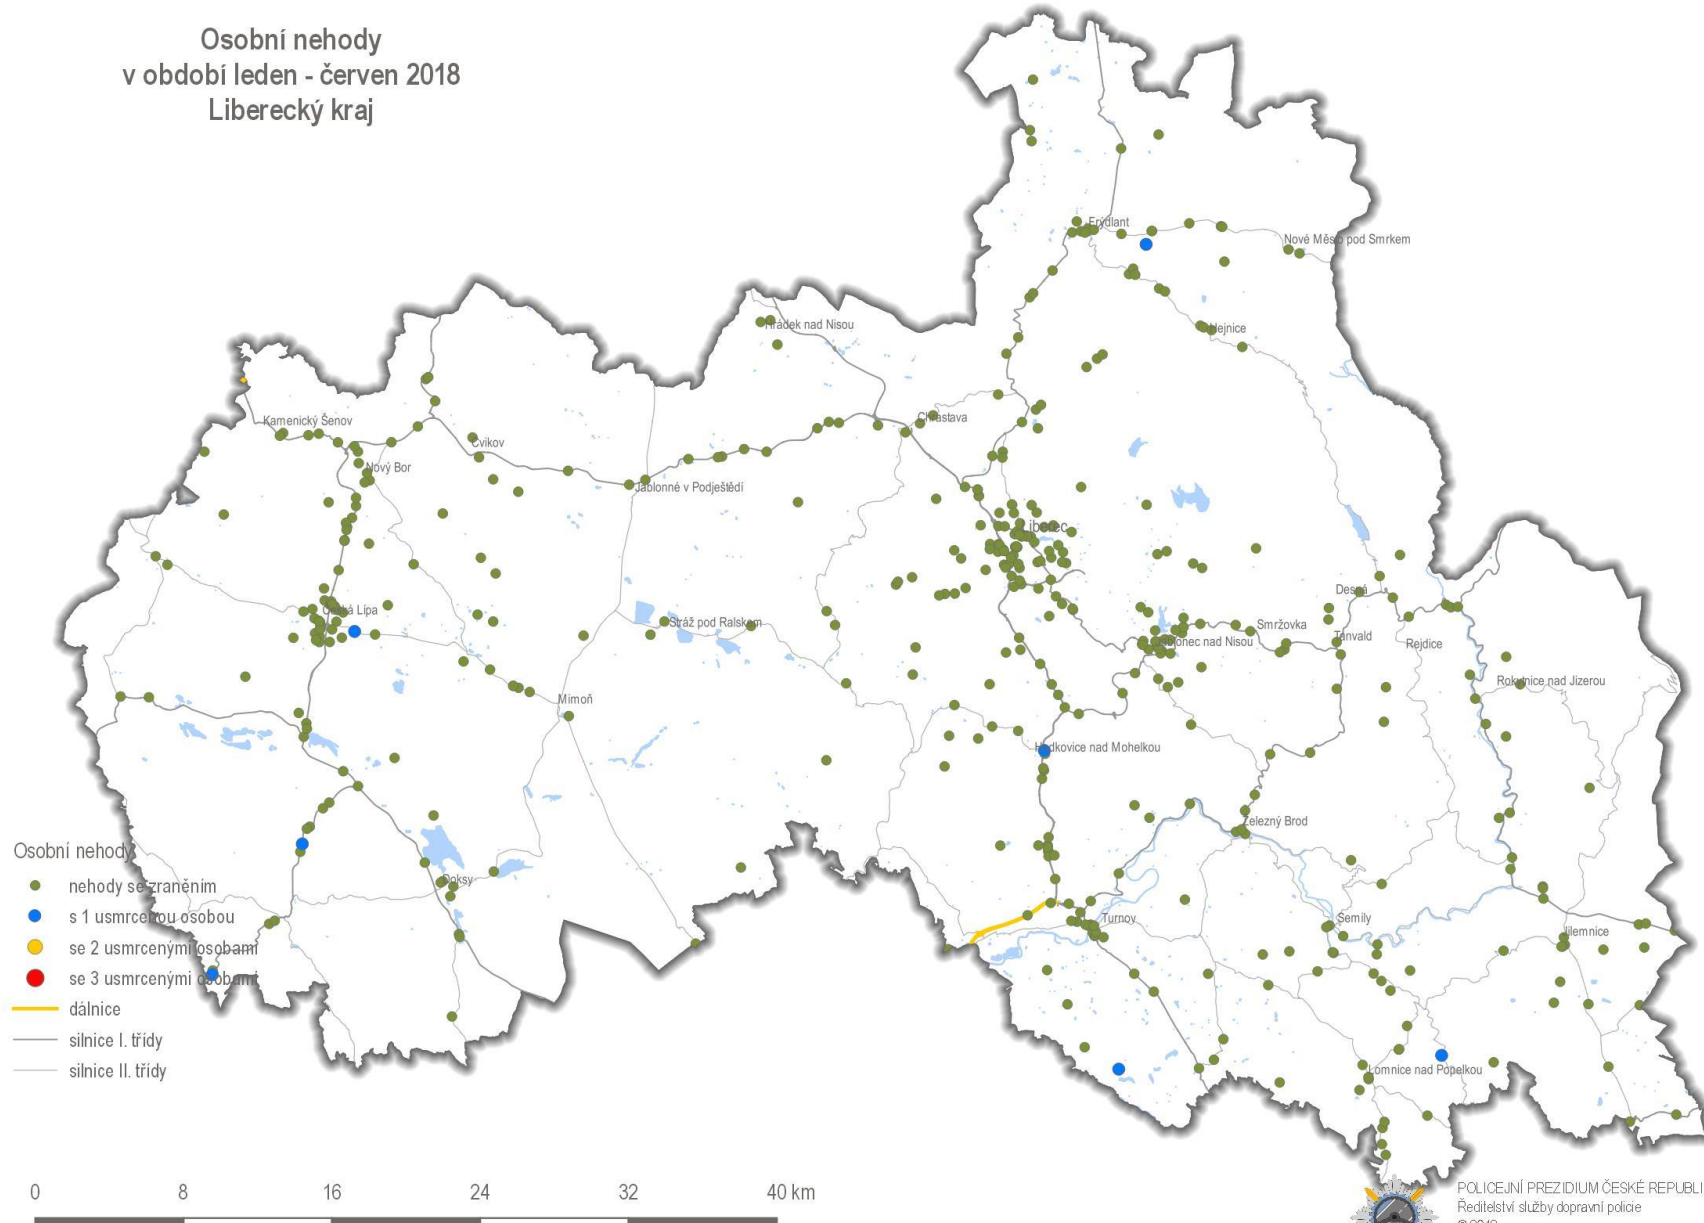 Osobní nehody
v období leden - červen 2018
Liberecký kraj
Frýdlant
Nové Město pod Smrkem
Hejnice
Hrádek nad Nisou
Chrastava
Kamenický Šenov
Cvikov
Nový Bor
Jablonné v Podještědí
Liberec
Česká Lípa
Stráž pod Ralskem
Desná
Smržovka
Tanvald
Rejdice
Jablonec nad Nisou
Rokytnice nad Jizerou
Mimoň
Hodkovice nad Mohelkou
Železný Brod
Doksy
Turnov
Semily
Jilemnice
Lomnice nad Popelkou
Osobní nehody
nehody se zraněním
s 1 usmrcenou osobou
se 2 usmrcenými osobami
se 3 usmrcenými osobami
dálnice
silnice I. třídy
silnice II. třídy
0 8 16 24 32 40 km
POLICEJNÍ PREZIDIUM ČESKÉ REPUBLI
Ředitelství služby dopravní policie